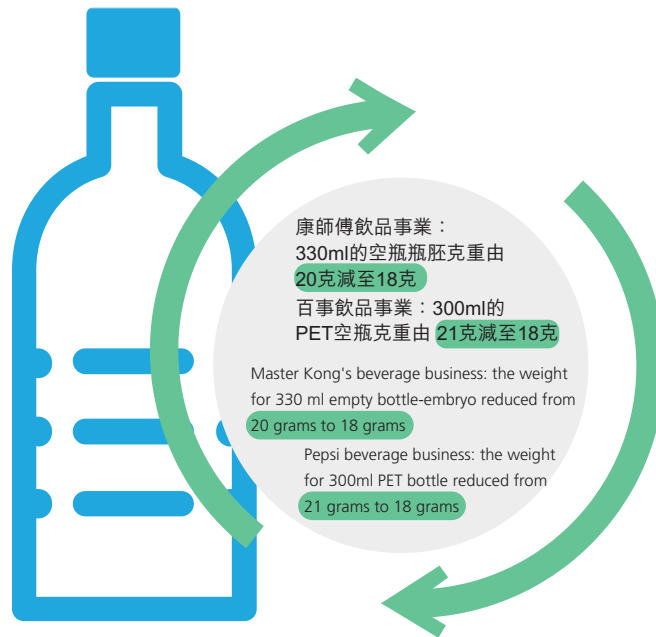 康師傅飲品事業：
330ml的空瓶瓶胚克重由
20克減至18克
百事飲品事業：300ml的
PET空瓶克重由 21克減至18克
Master Kong's beverage business: the weight
for 330 ml empty bottle-embryo reduced from
20 grams to 18 grams
Pepsi beverage business: the weight
for 300ml PET bottle reduced from
21 grams to 18 grams